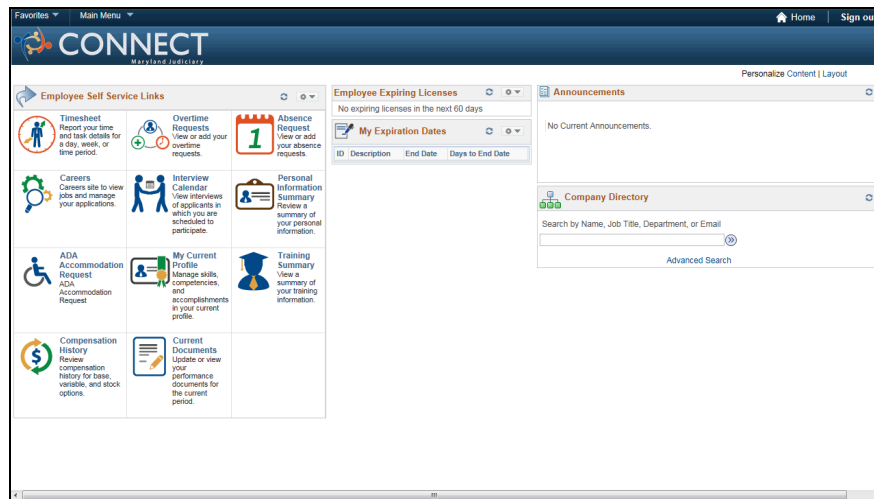 Favorites Main Menu Home Sign out
CONNECT
Maryland Judiciary
Personalize Content | Layout
Employee Self Service Links
Timesheet
Report your time
and task details for
a day, week, or
time period.
Overtime
Requests
View or add your
overtime
requests.
Absence
Request
View or add
your absence
requests.
1
Careers
Careers site to view
jobs and manage
your applications.
Interview
Calendar
View interviews
of applicants in
which you are
scheduled to
participate.
Personal
Information
Summary
Review a
summary of
your personal
information.
ADA
Accommodation
Request
ADA
Accommodation
Request
My Current
Profile
Manage skills,
competencies,
and
accomplishments
in your current
profile.
Training
Summary
View a
summary of
your training
information.
Compensation
History
Review
compensation
history for base,
variable, and stock
options.
$
Current
Documents
Update or view
your
performance
documents for
the current
period.
Employee Expiring Licenses
No expiring licenses in the next 60 days
My Expiration Dates
ID Description End Date Days to End Date
Announcements
No Current Announcements.
Company Directory
Search by Name, Job Title, Department, or Email
Advanced Search